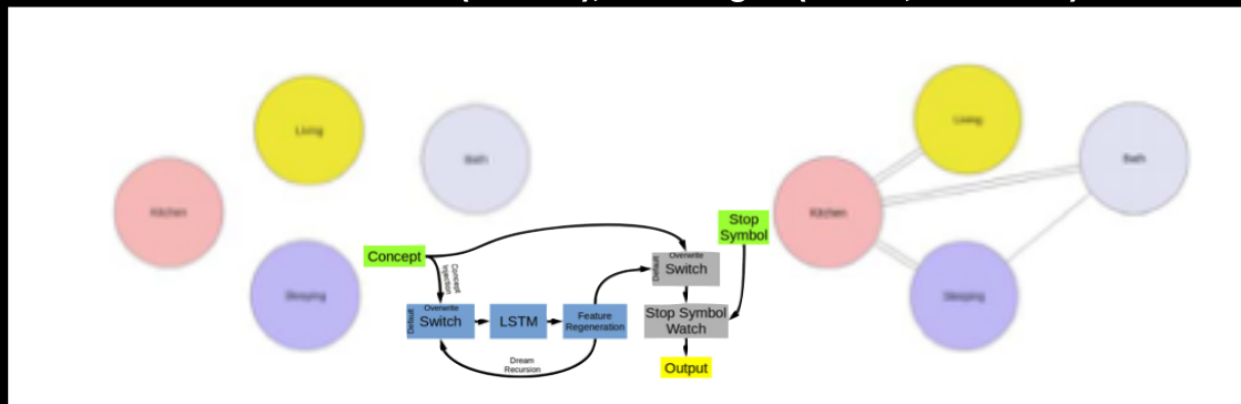 Living
Bath
Kitchen
Sleeping
Concept
Concept
Injection
Overwrite
Default
Switch
LSTM
Feature
Regeneration
Dream
Recursion
Overwrite
Default
Switch
Stop
Symbol
Stop Symbol
Watch
Output
Living
Bath
Kitchen
Sleeping